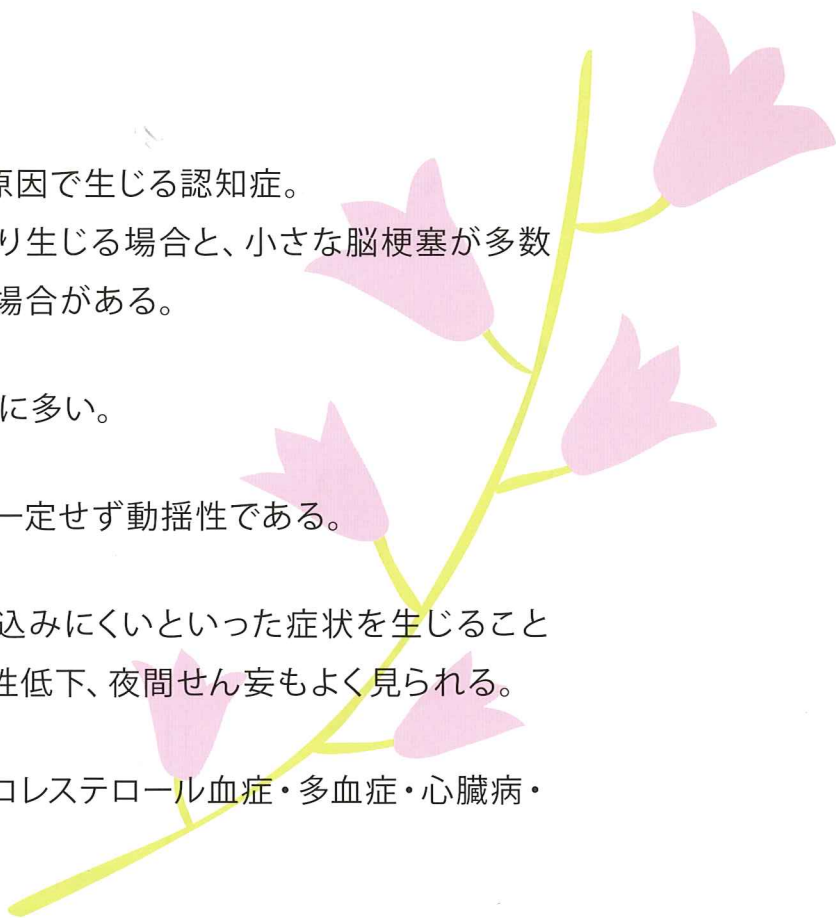 原因で生じる認知症。
り生じる場合と、小さな脳梗塞が多数
場合がある。
に多い。
一定せず動揺性である。
込みにくいといった症状を生じること
性低下、夜間せん妄もよく見られる。
コレステロール血症・多血症・心臓病・